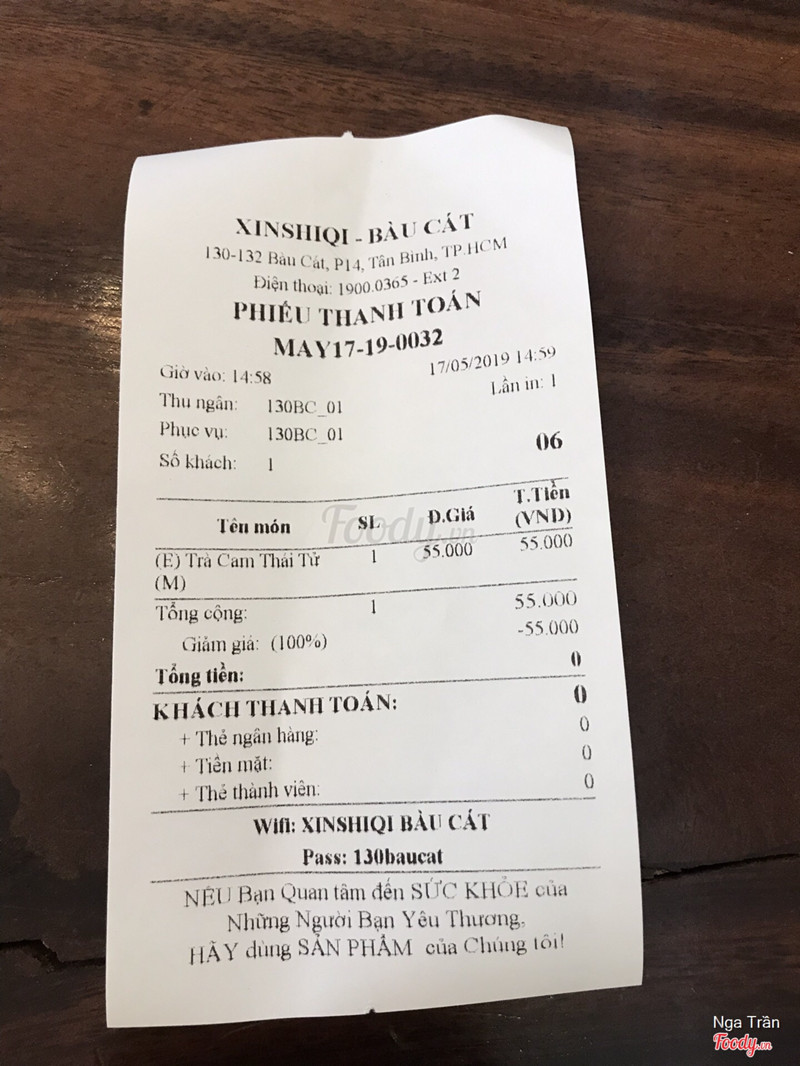 XINSHIQI - BÀU CÁT
130-132 Bàu Cát, P14, Tân Bình, TP.HCM
Điện thoại: 1900.0365 - Ext 2
PHIẾU THANH TOÁN
MAY17-19-0032
Giờ vào: 14:58 17/05/2019 14:59
Thu ngân: 130BC_01 Lần in: 1
Phục vụ: 130BC_01
Số khách: 1 06
Tên món SL Đ.Giá T.Tiền (VND)
(E) Trà Cam Thái Tử 1 55.000 55.000
(M)
Tổng cộng: 1 55.000
Giảm giá: (100%) -55.000
Tổng tiền: 0
KHÁCH THANH TOÁN: 0
+ Thẻ ngân hàng: 0
+ Tiền mặt: 0
+ Thẻ thành viên: 0
Wifi: XINSHIQI BÀU CÁT
Pass: 130baucat
NẾU Bạn Quan tâm đến SỨC KHỎE của
Những Người Bạn Yêu Thương,
HÃY dùng SẢN PHẨM của Chúng tôi!
Foody.vn
Nga Trần
Foody.vn